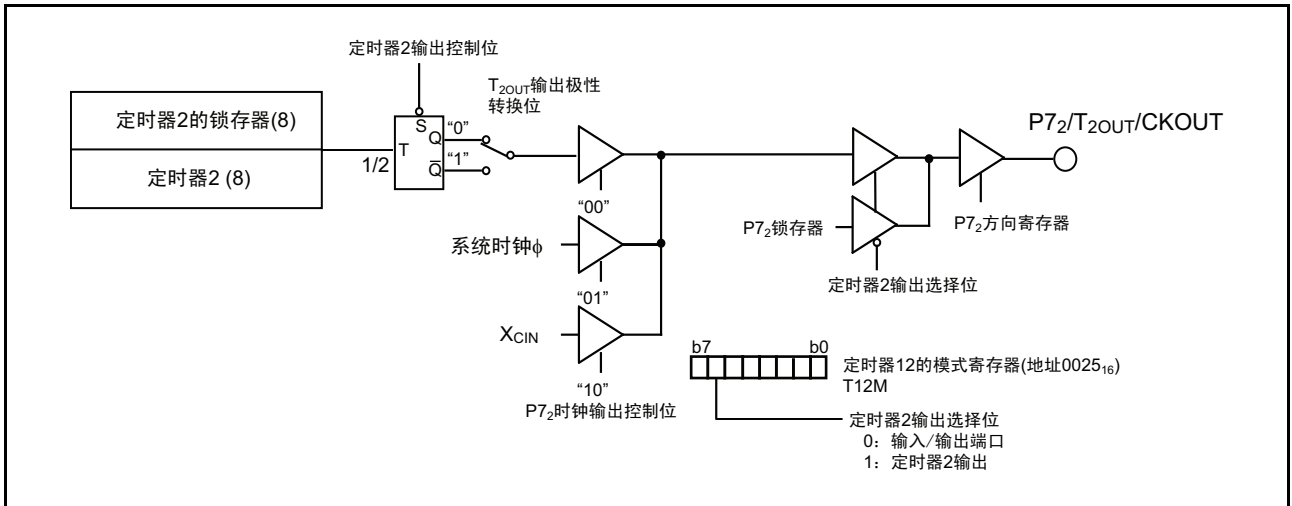 定时器2输出控制位
T2OUT输出极性
转换位
定时器2的锁存器(8)
定时器2 (8)
1/2
T
S
Q
Q̅
“0”
“1”
“00”
系统时钟ϕ
“01”
XCIN
“10”
P72时钟输出控制位
P72/T2OUT/CKOUT
P72锁存器
P72方向寄存器
定时器2输出选择位
b7
b0
定时器12的模式寄存器(地址002516)
T12M
定时器2输出选择位
0：输入/输出端口
1：定时器2输出